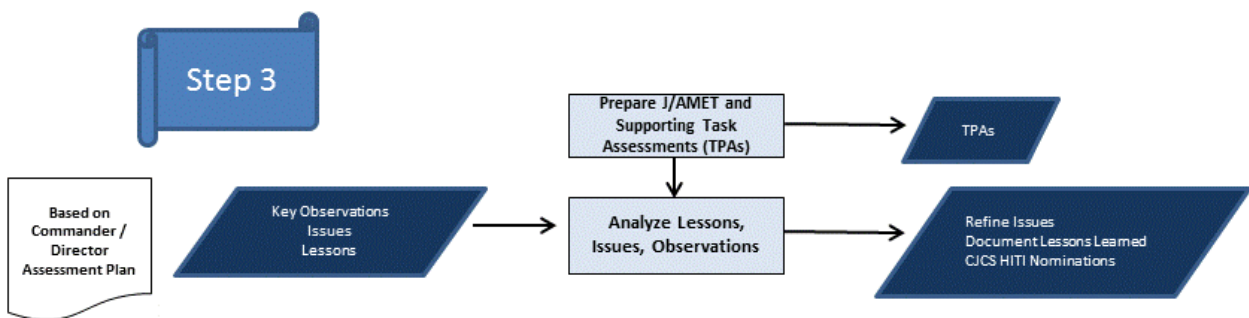 Step 3
Prepare J/AMET and
Supporting Task
Assessments (TPAs)
TPAs
Based on
Commander /
Director
Assessment Plan
Key Observations
Issues
Lessons
Analyze Lessons,
Issues, Observations
Refine Issues
Document Lessons Learned
CJCS HITI Nominations